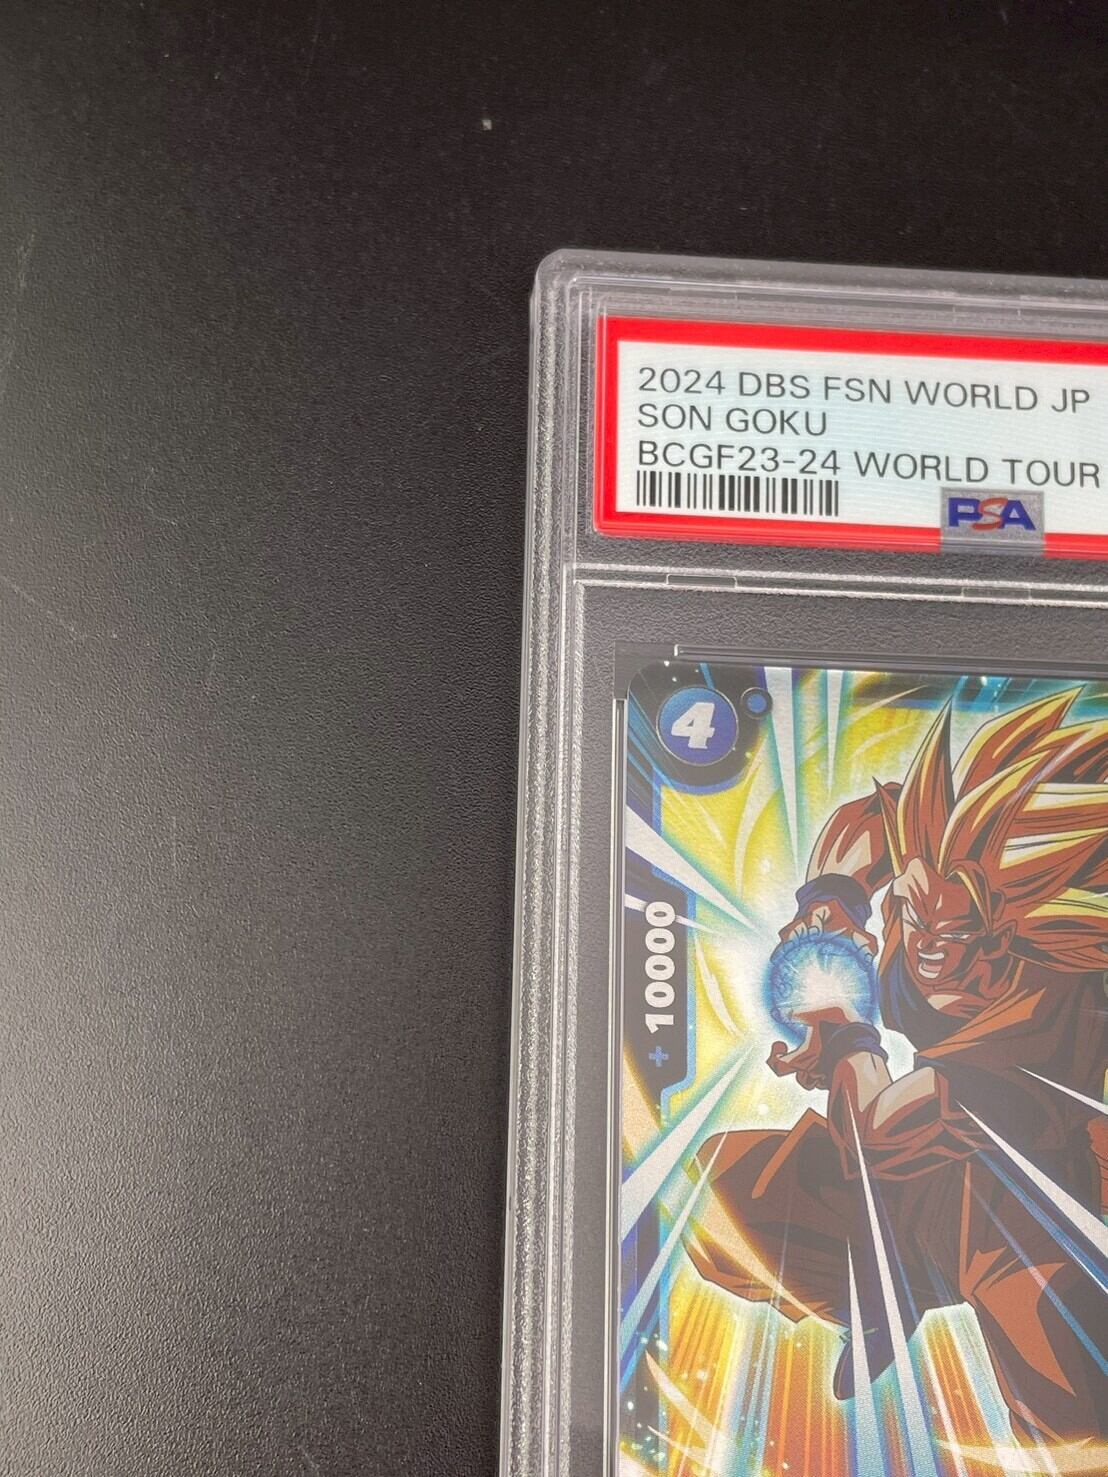 2024 DBS FSN WORLD JP
SON GOKU
BCGF23-24 WORLD TOUR
PSA
4
+ 10000